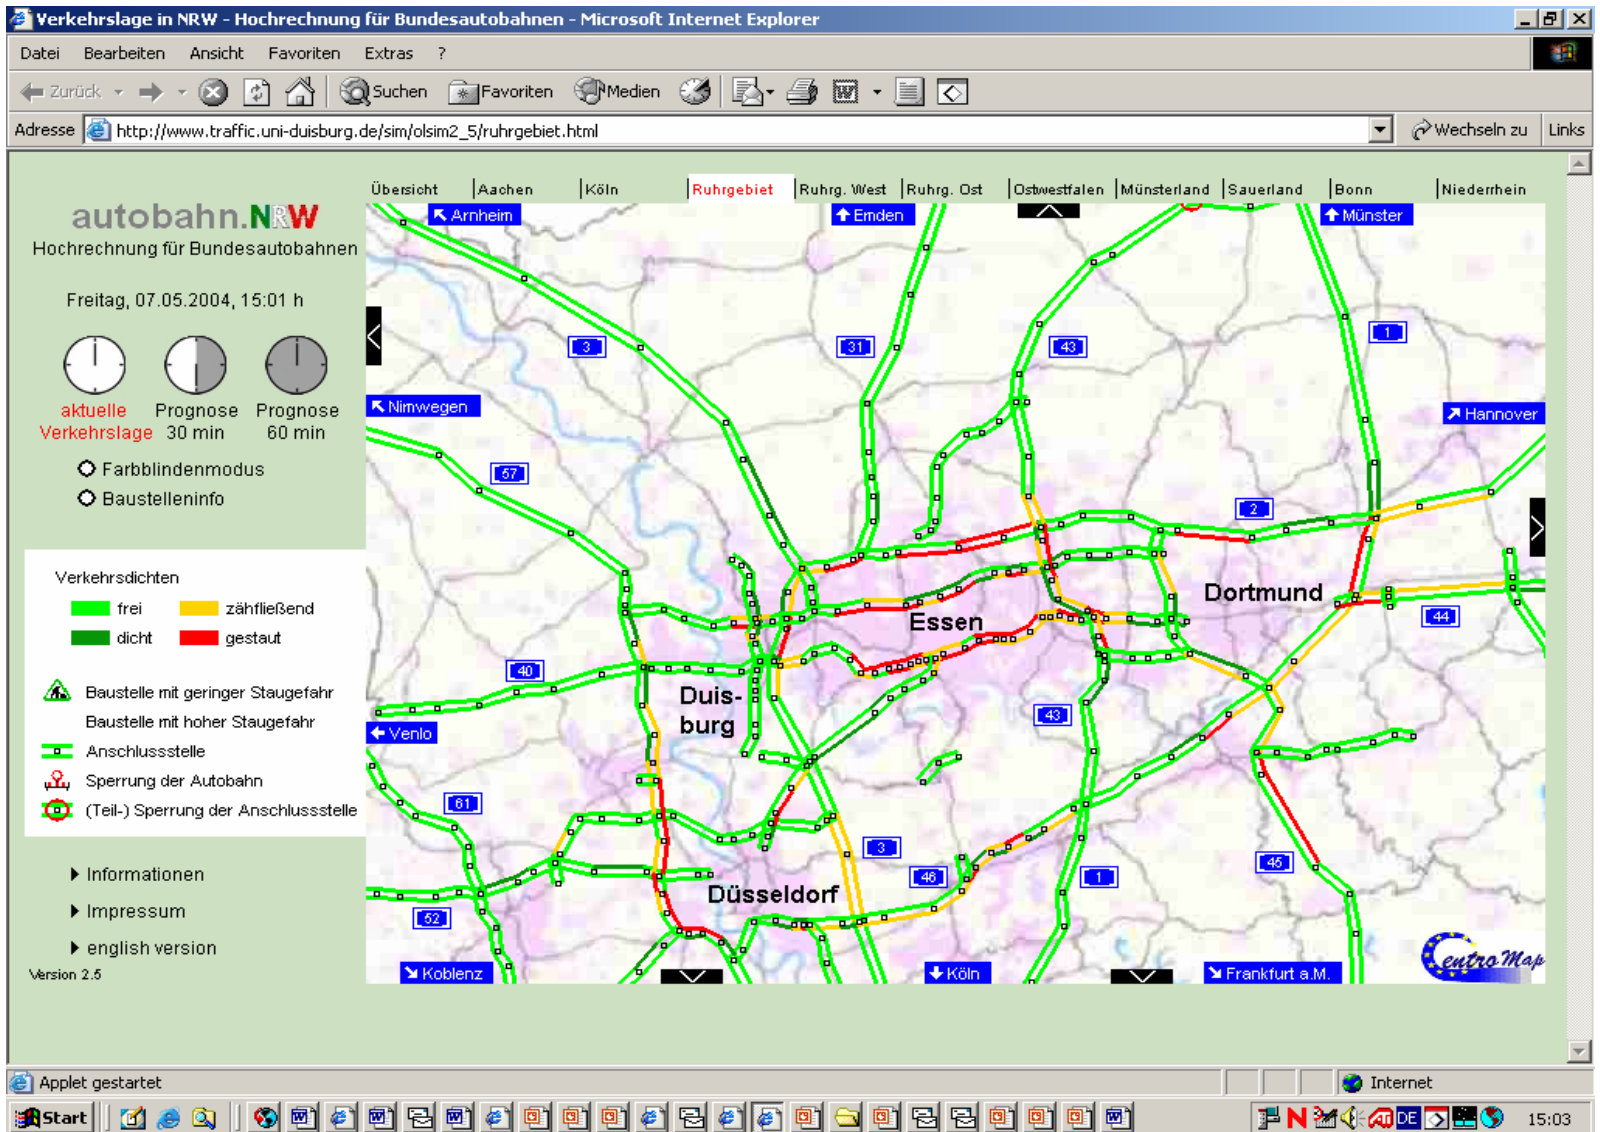 Verkehrslage in NRW - Hochrechnung für Bundesautobahnen - Microsoft Internet Explorer
Datei Bearbeiten Ansicht Favoriten Extras ?
Zurück Suchen Favoriten Medien
Adresse http://www.traffic.uni-duisburg.de/sim/olsim2_5/ruhrgebiet.html Wechseln zu Links
Übersicht Aachen Köln Ruhrgebiet Ruhrg. West Ruhrg. Ost Ostwestfalen Münsterland Sauerland Bonn Niederrhein
autobahn.NRW
Hochrechnung für Bundesautobahnen
Freitag, 07.05.2004, 15:01 h
aktuelle Verkehrslage
Prognose 30 min
Prognose 60 min
Farbblindenmodus
Baustelleninfo
Verkehrsdichten
frei zähfließend
dicht gestaut
Baustelle mit geringer Staugefahr
Baustelle mit hoher Staugefahr
Anschlussstelle
Sperrung der Autobahn
(Teil-) Sperrung der Anschlussstelle
Informationen
Impressum
english version
Version 2.5
Arnheim Emden Münster
1
3 31 43
Nimwegen Hannover
57
2
Dortmund
Essen
44
40
Duis-
burg
43
Venlo
61
3
45
46 1
Düsseldorf
52
Koblenz Köln Frankfurt a.M.
Centro Map
Applet gestartet Internet
Start DE 15:03